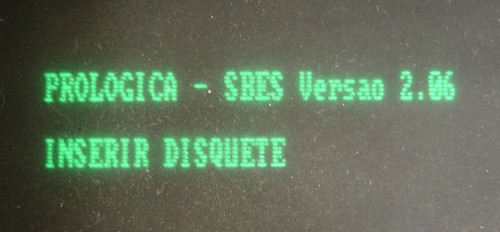 PROLOGICA - SBES Versao 2.06
INSERIR DISQUETE